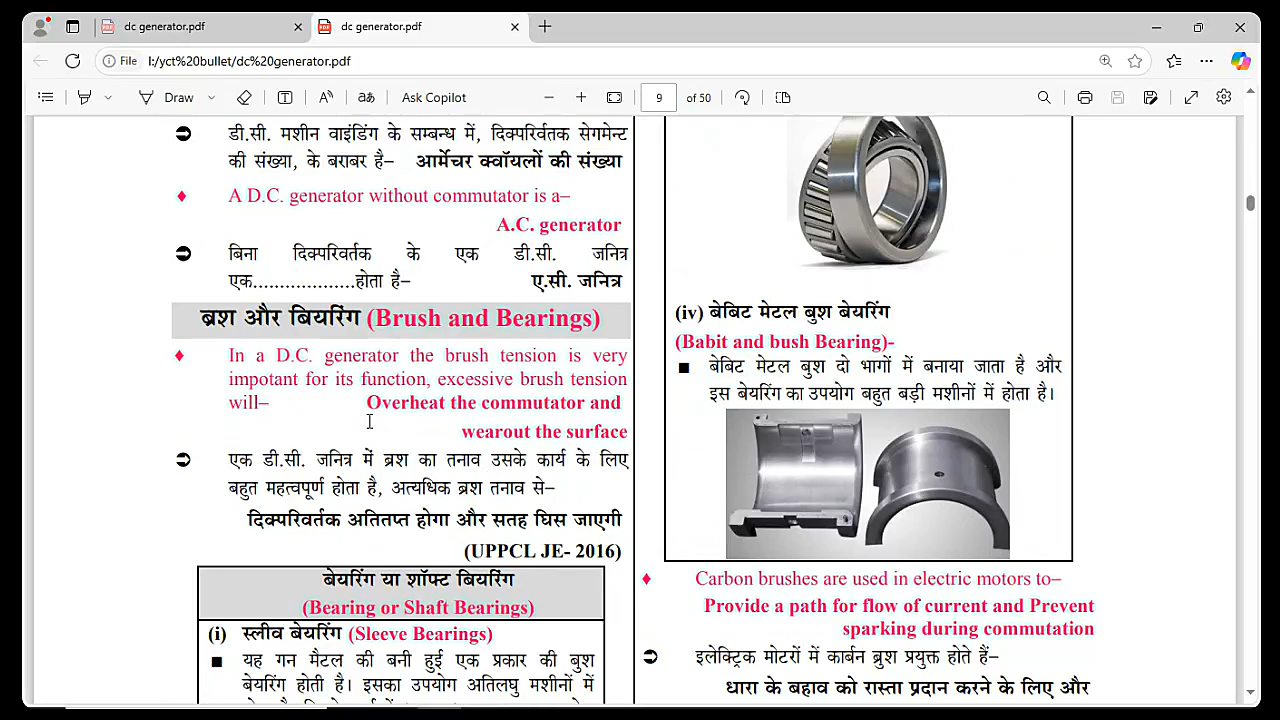 dc generator.pdf
dc generator.pdf
File
I:/yct%20bullet/dc%20generator.pdf
Draw
Ask Copilot
9
of 50
डी.सी. मशीन वाइंडिंग के सम्बन्ध में, दिक्परिर्वतक सेगमेन्ट
की संख्या, के बराबर है– आर्मेचर क्वॉयलों की संख्या
A D.C. generator without commutator is a–
A.C. generator
बिना दिक्परिवर्तक के एक डी.सी. जनित्र
एक...................होता है– ए.सी. जनित्र
ब्रश और बियरिंग (Brush and Bearings)
In a D.C. generator the brush tension is very
impotant for its function, excessive brush tension
will– Overheat the commutator and
wearout the surface
एक डी.सी. जनित्र में ब्रश का तनाव उसके कार्य के लिए
बहुत महत्वपूर्ण होता है, अत्यधिक ब्रश तनाव से–
दिक्परिवर्तक अतितप्त होगा और सतह घिस जाएगी
(UPPCL JE- 2016)
बेयरिंग या शॉफ्ट बियरिंग
(Bearing or Shaft Bearings)
(i) स्लीव बेयरिंग (Sleeve Bearings)
यह गन मैटल की बनी हुई एक प्रकार की बुश
बेयरिंग होती है। इसका उपयोग अतिलघु मशीनों में
(iv) बेबिट मेटल बुश बेयरिंग
(Babit and bush Bearing)-
बेबिट मेटल बुश दो भागों में बनाया जाता है और
इस बेयरिंग का उपयोग बहुत बड़ी मशीनों में होता है।
Carbon brushes are used in electric motors to–
Provide a path for flow of current and Prevent
sparking during commutation
इलेक्ट्रिक मोटरों में कार्बन ब्रुश प्रयुक्त होते हैं–
धारा के बहाव को रास्ता प्रदान करने के लिए और